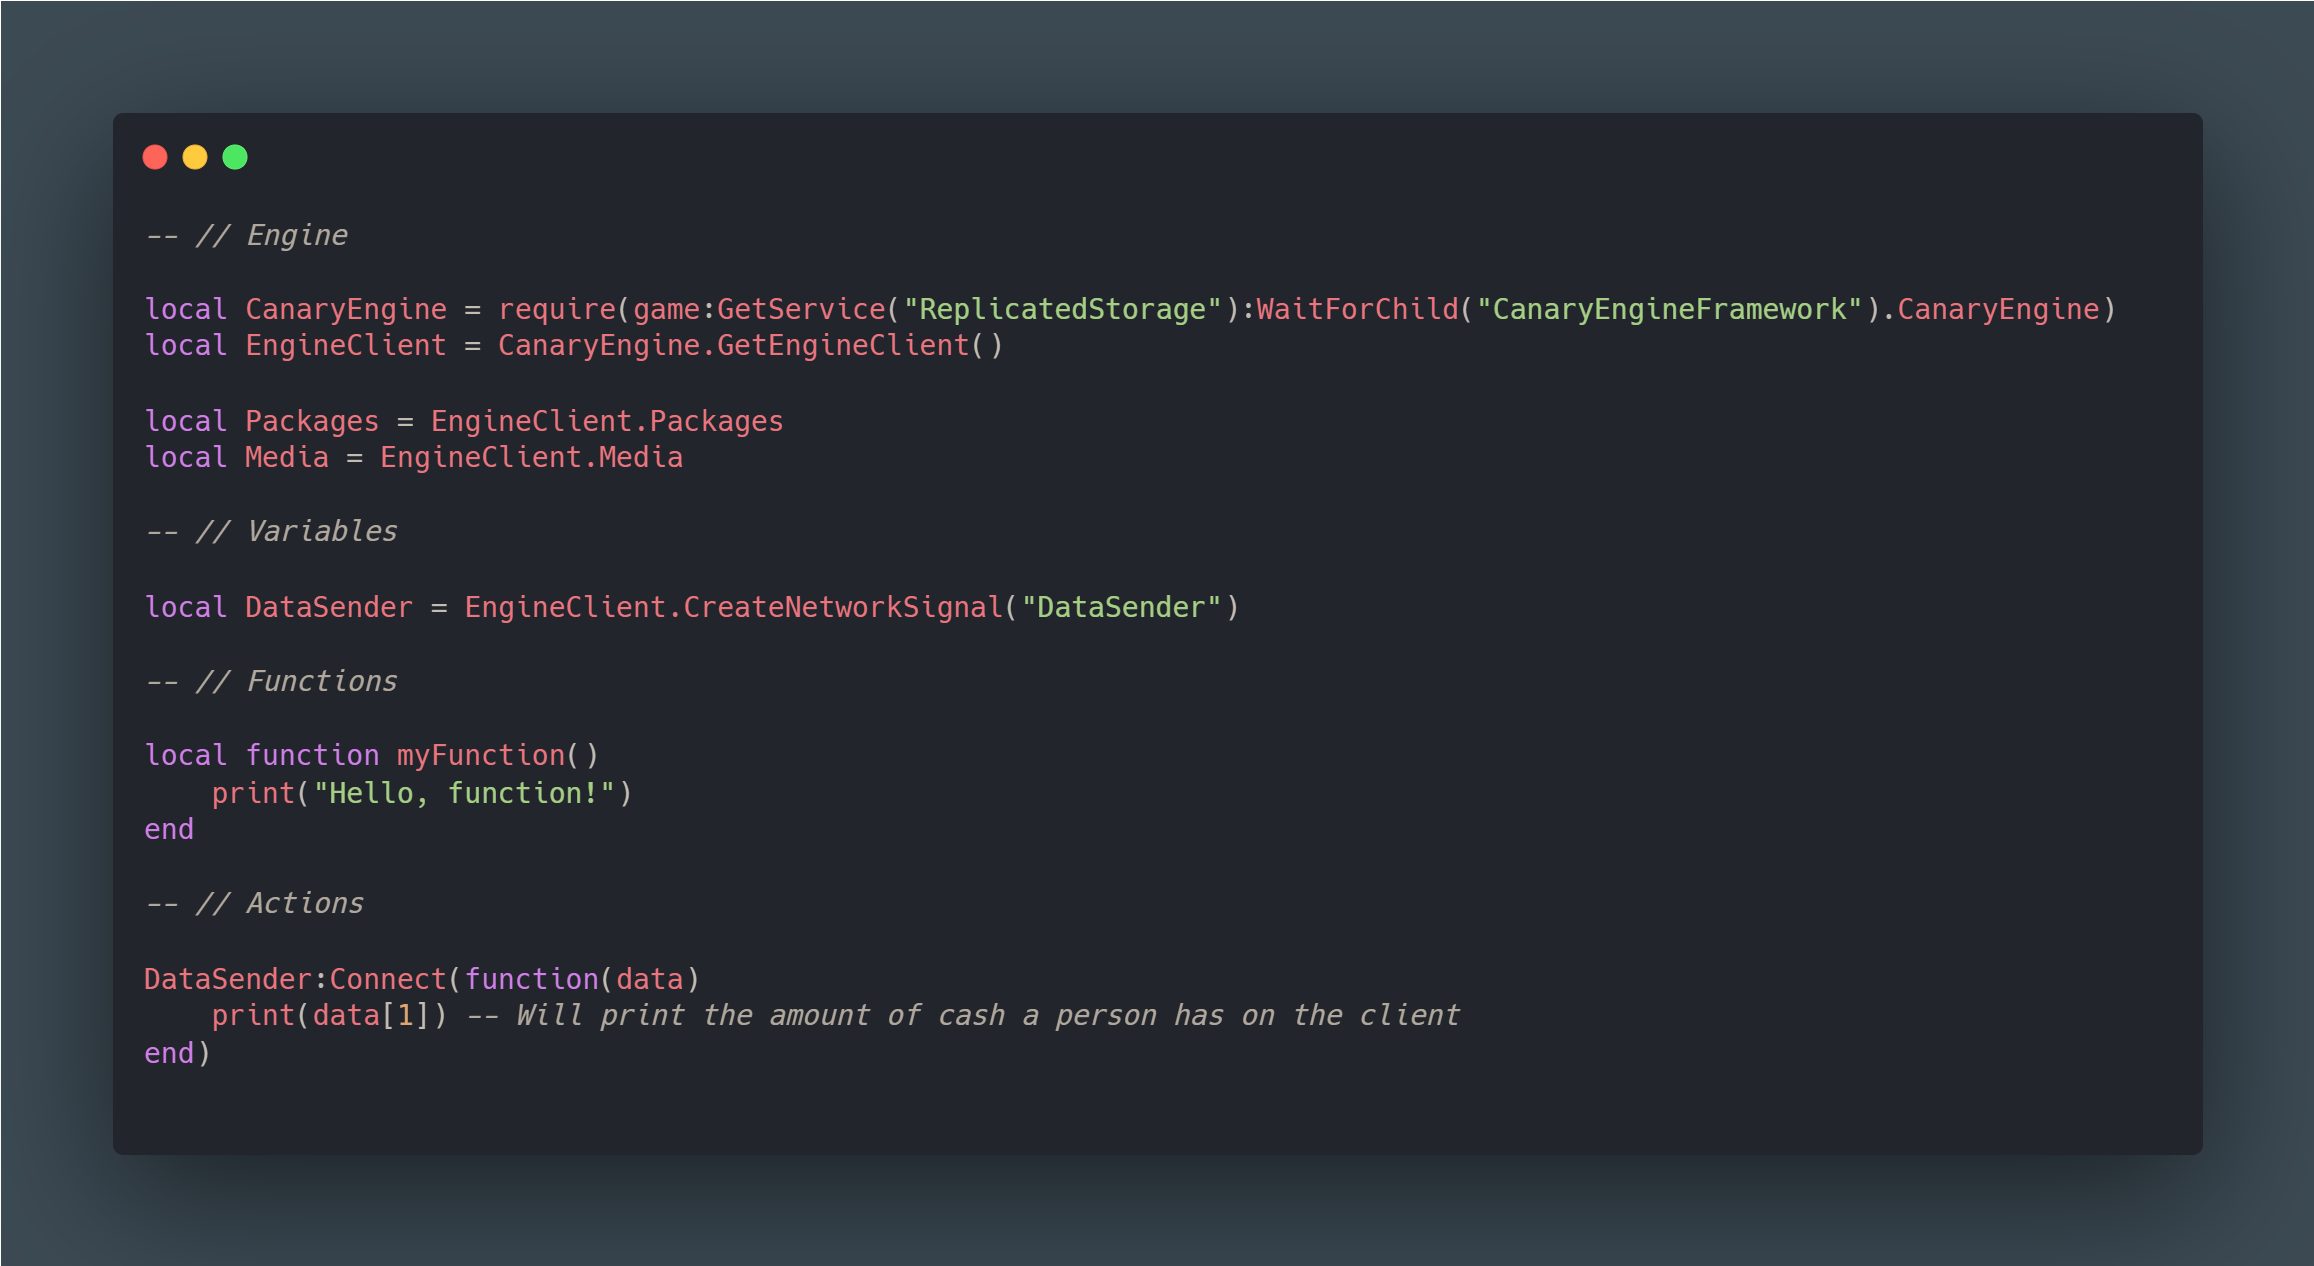 -- // Engine
local CanaryEngine = require(game:GetService("ReplicatedStorage"):WaitForChild("CanaryEngineFramework").CanaryEngine)
local EngineClient = CanaryEngine.GetEngineClient()
local Packages = EngineClient.Packages
local Media = EngineClient.Media
-- // Variables
local DataSender = EngineClient.CreateNetworkSignal("DataSender")
-- // Functions
local function myFunction()
    print("Hello, function!")
end
-- // Actions
DataSender:Connect(function(data)
    print(data[1]) -- Will print the amount of cash a person has on the client
end)